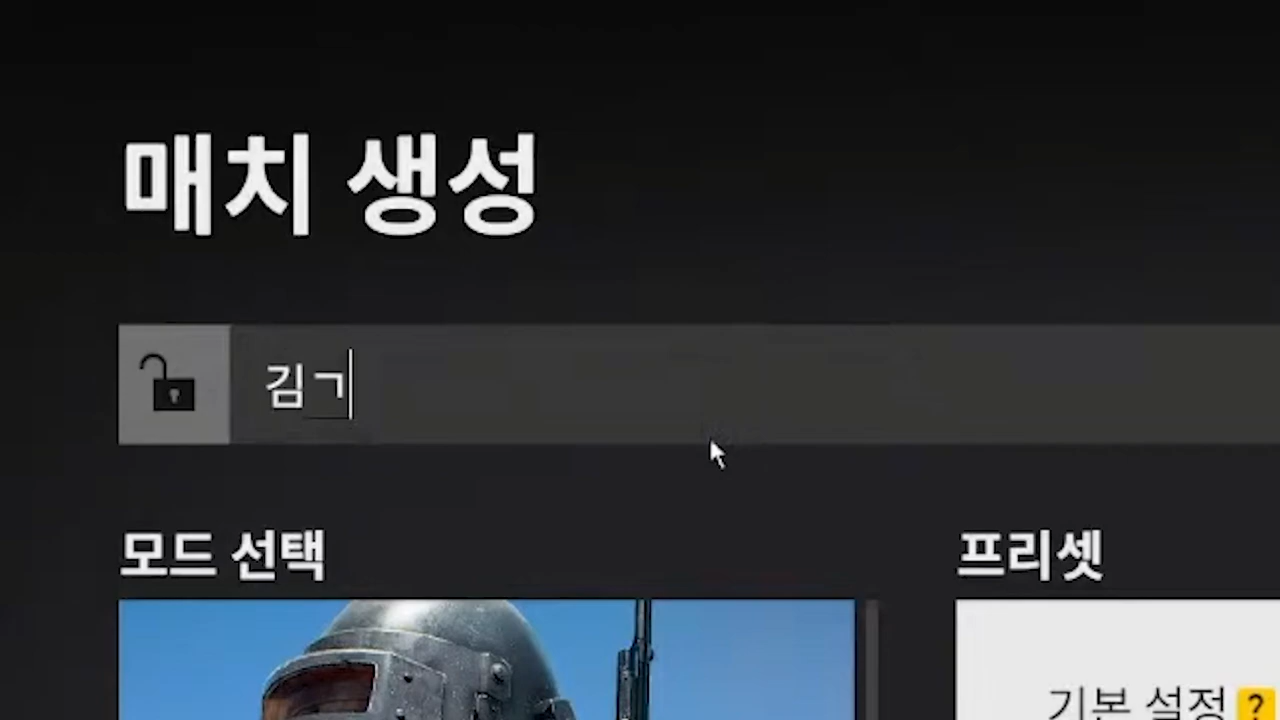 매치 생성
김ㄱ
모드 선택
프리셋
기본 설정 ?